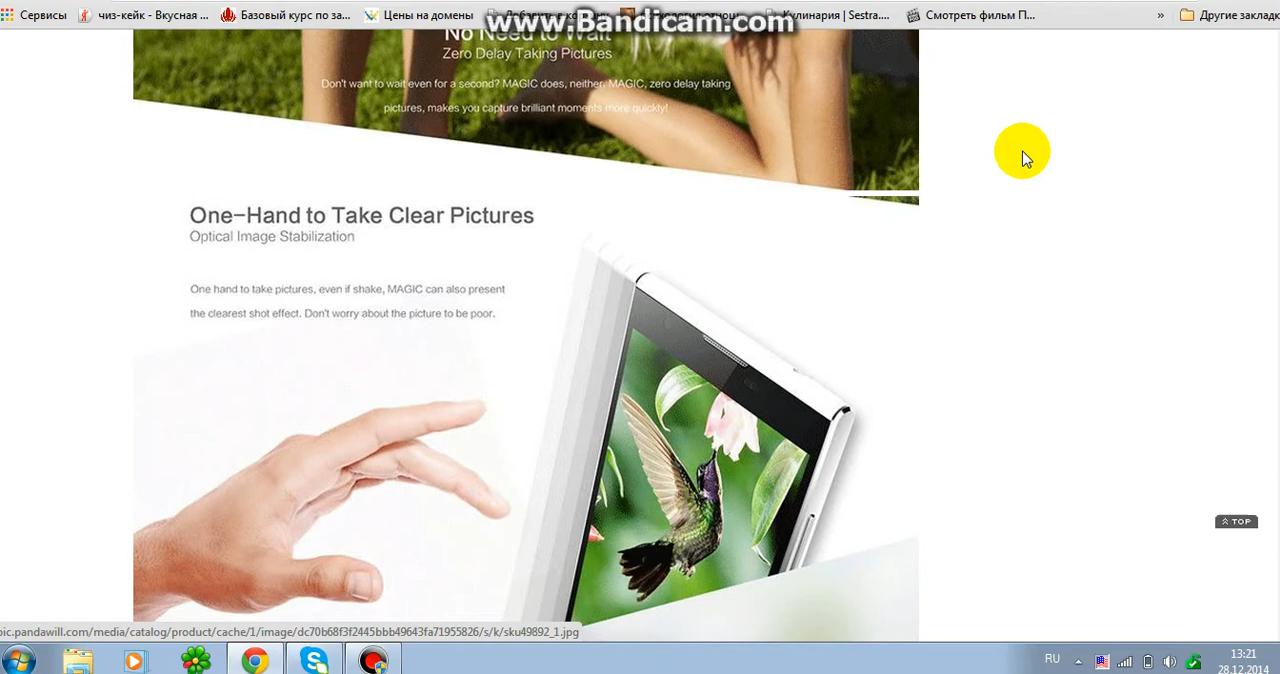 Сервисы
чиз-кейк - Вкусная ...
Базовый курс по за...
Цены на домены
www.Bandicam.com
Кулинария | Sestra....
Смотреть фильм П...
»
Другие закладк
No Need to Wait
Zero Delay Taking Pictures
Don't want to wait even for a second? MAGIC does, neither. MAGIC, zero delay taking
pictures, makes you capture brilliant moments more quickly!
One-Hand to Take Clear Pictures
Optical Image Stabilization
One hand to take pictures, even if shake, MAGIC can also present
the clearest shot effect. Don't worry about the picture to be poor.
TOP
pic.pandawill.com/media/catalog/product/cache/1/image/dc70b68f3f2445bbb49643fa71955826/s/k/sku49892_1.jpg
RU
13:21
28.12.2014